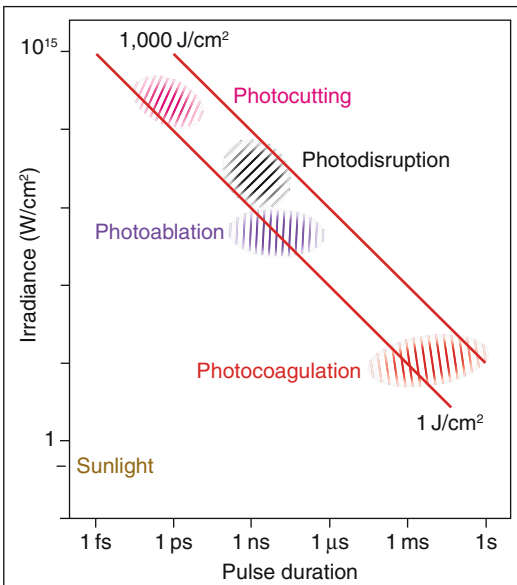 10¹⁵
1,000 J/cm²
Photocutting
Photodisruption
Photoablation
Photocoagulation
1 J/cm²
1
Sunlight
Irradiance (W/cm²)
1 fs 1 ps 1 ns 1 µs 1 ms 1 s
Pulse duration